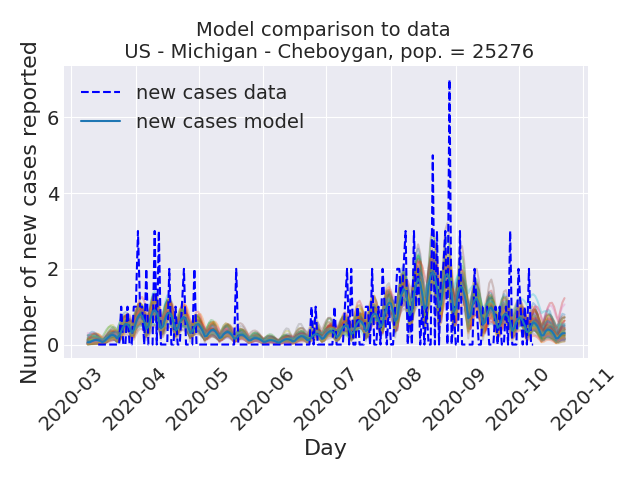 Model comparison to data
US - Michigan - Cheboygan, pop. = 25276
Number of new cases reported
new cases data
new cases model
6
4
2
0
2020-03
2020-04
2020-05
2020-06
2020-07
2020-08
2020-09
2020-10
2020-11
Day